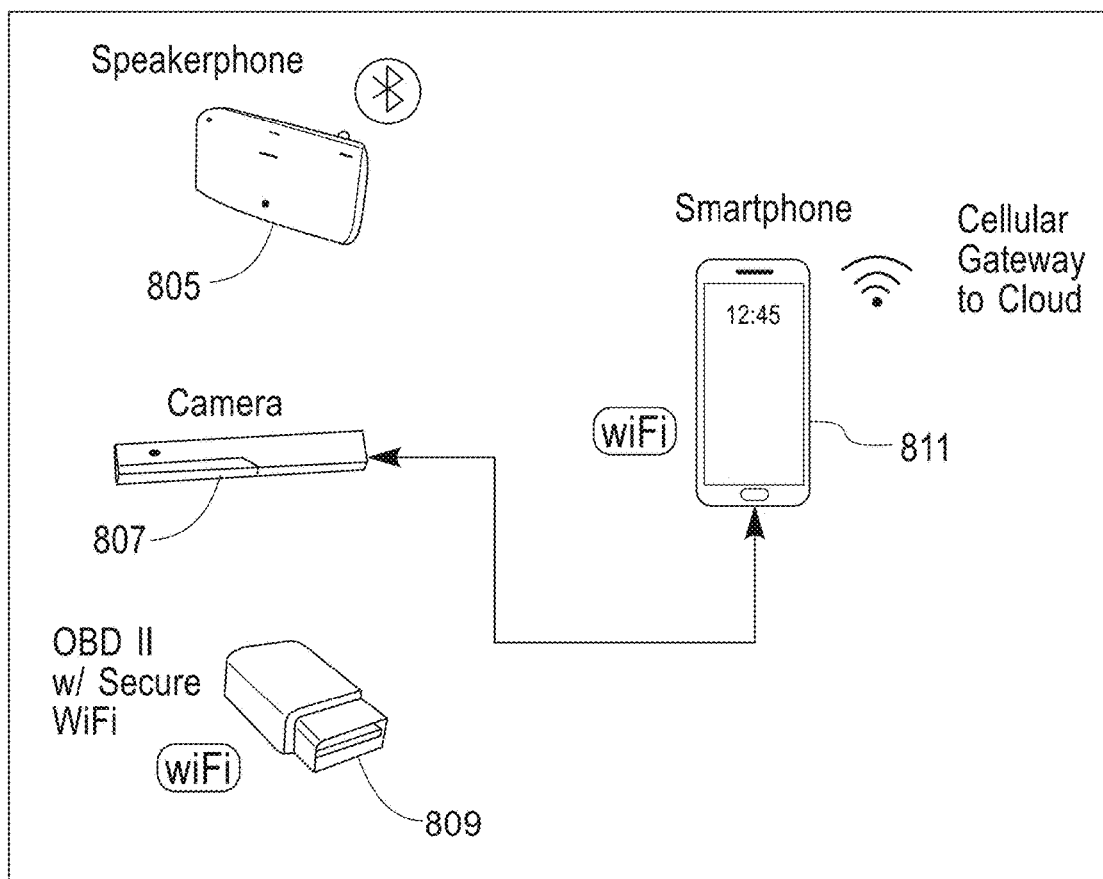 Speakerphone
805
Smartphone
Cellular
Gateway
to Cloud
12:45
Camera
wiFi
811
807
OBD II
w/ Secure
WiFi
wiFi
809